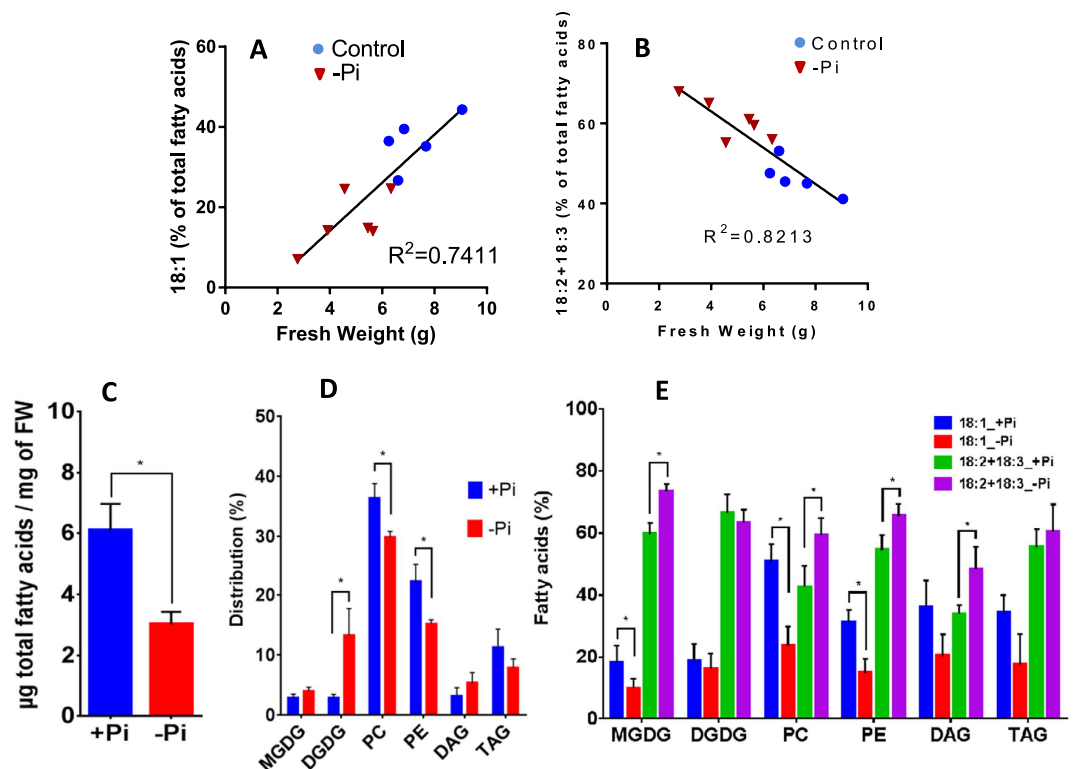 A
Control
-Pi
18:1 (% of total fatty acids)
60
40
20
0
R²=0.7411
0 2 4 6 8 10
Fresh Weight (g)
B
Control
-Pi
18:2+18:3 (% of total fatty acids)
80
60
40
20
R²=0.8213
0 2 4 6 8 10
Fresh Weight (g)
C
µg total fatty acids / mg of FW
10
8
6
4
2
0
*
+Pi -Pi
D
Distribution (%)
50
40
30
20
10
0
+Pi
-Pi
* * *
MGDG DGDG PC PE DAG TAG
E
Fatty acids (%)
100
80
60
40
20
0
18:1_+Pi
18:1_-Pi
18:2+18:3_+Pi
18:2+18:3_-Pi
* * * * * * *
MGDG DGDG PC PE DAG TAG